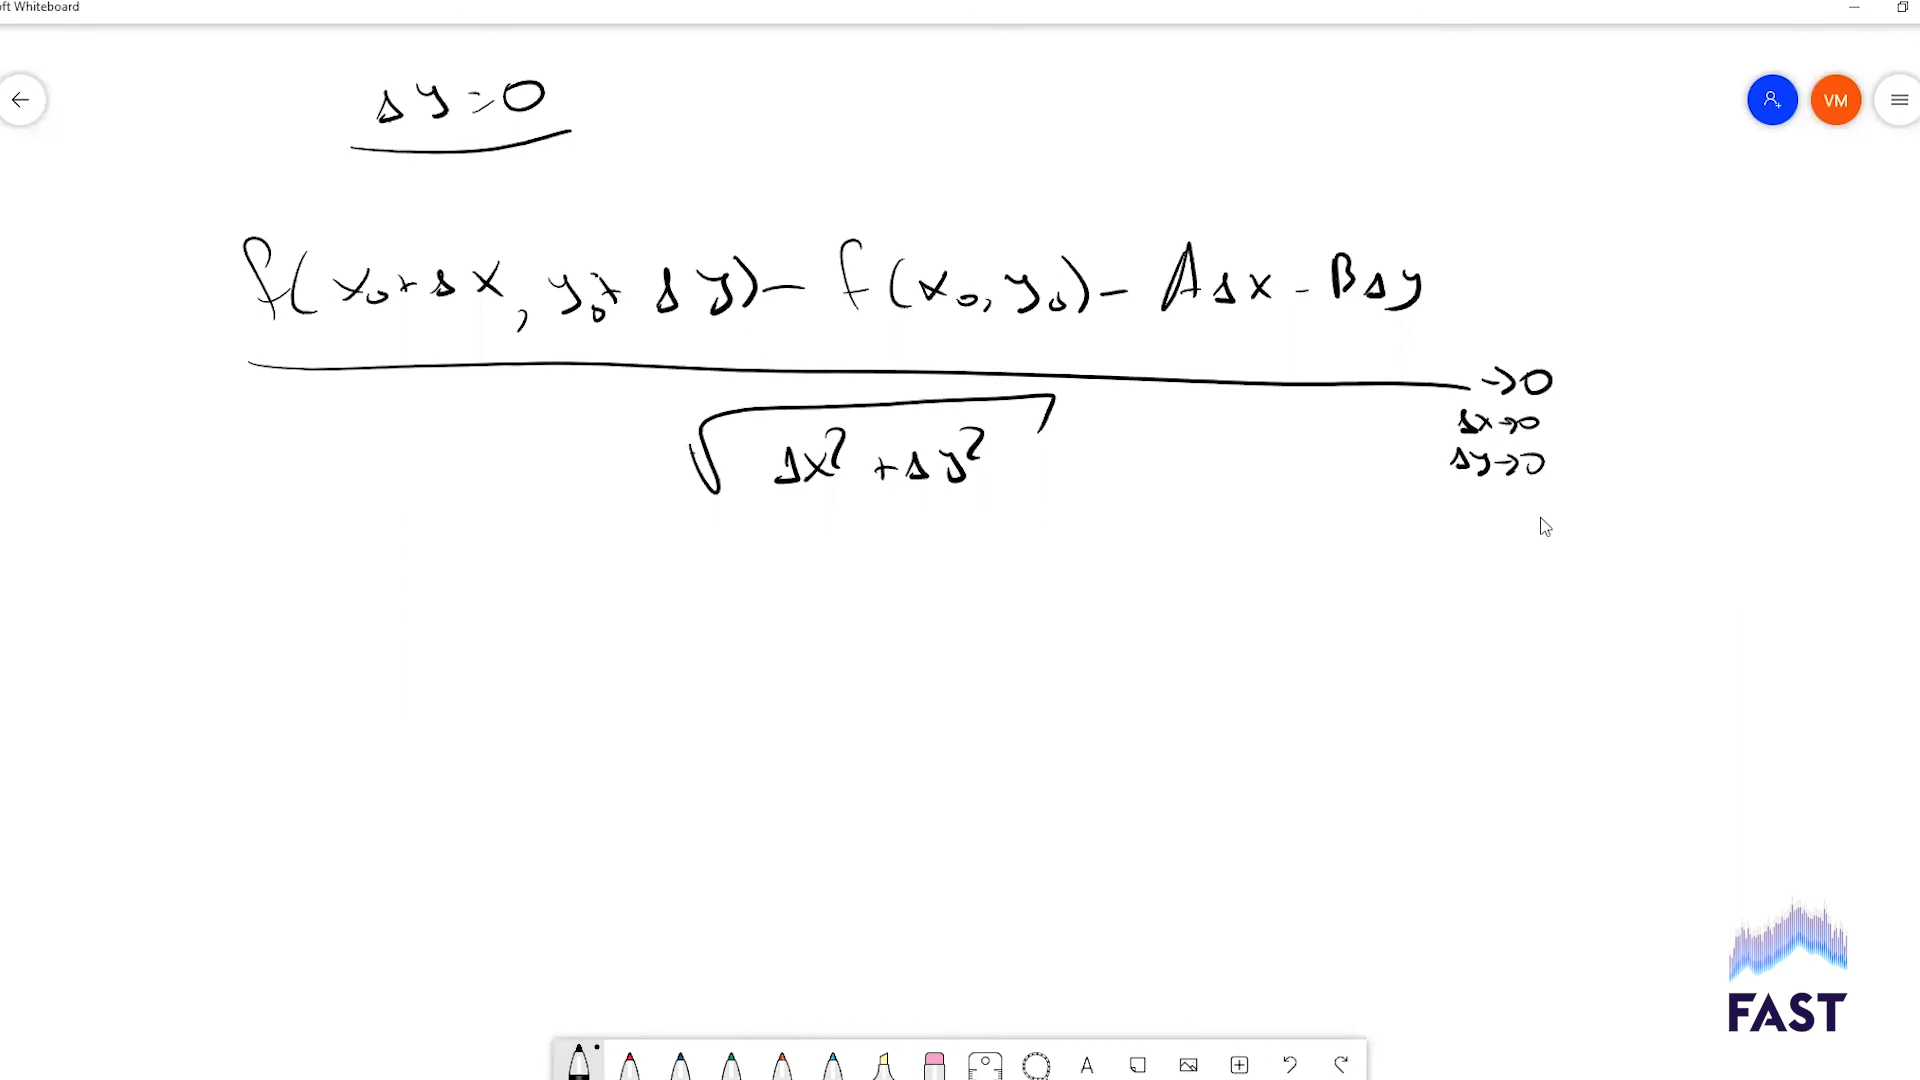 oft Whiteboard
Δy=0
VM
f(x₀+Δx, y₀+Δy)-f(x₀,y₀)-AΔx-BΔy
→0
√Δx²+Δy²
Δx→0
Δy→0
FAST
A